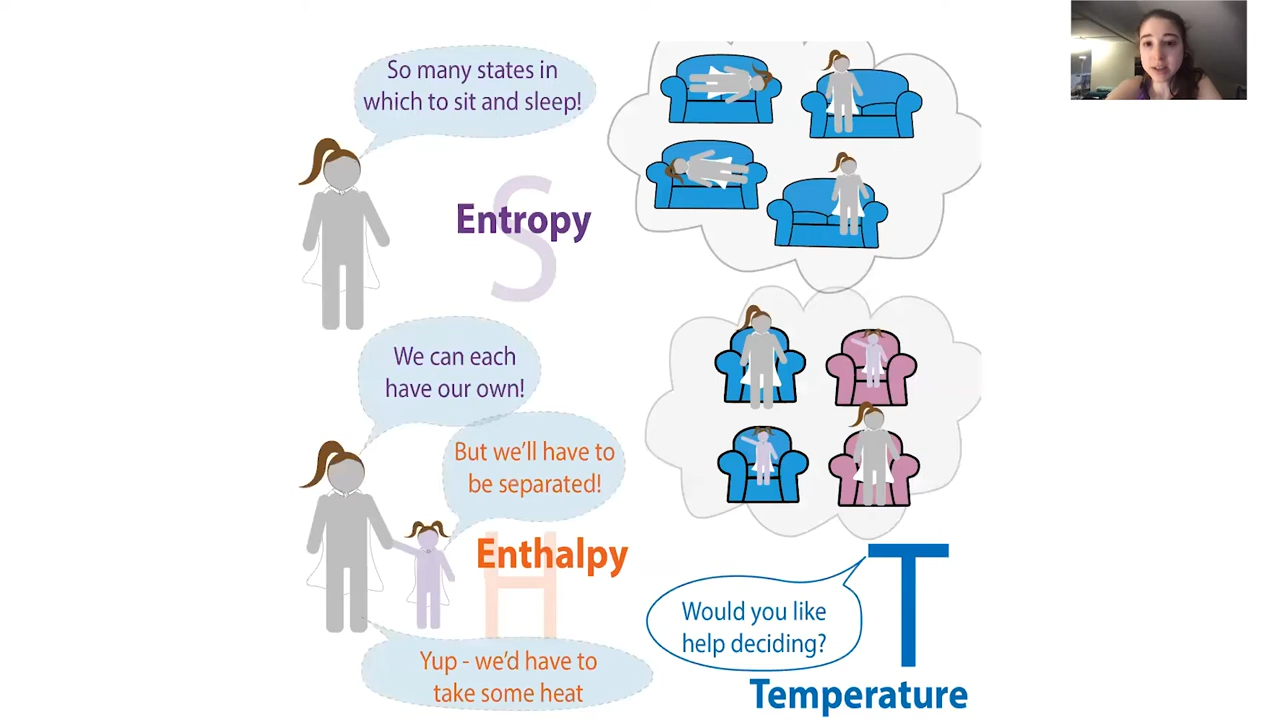 So many states in
which to sit and sleep!
S
Entropy
We can each
have our own!
But we'll have to
be separated!
H
Enthalpy
Yup - we'd have to
take some heat
T
Would you like
help deciding?
Temperature